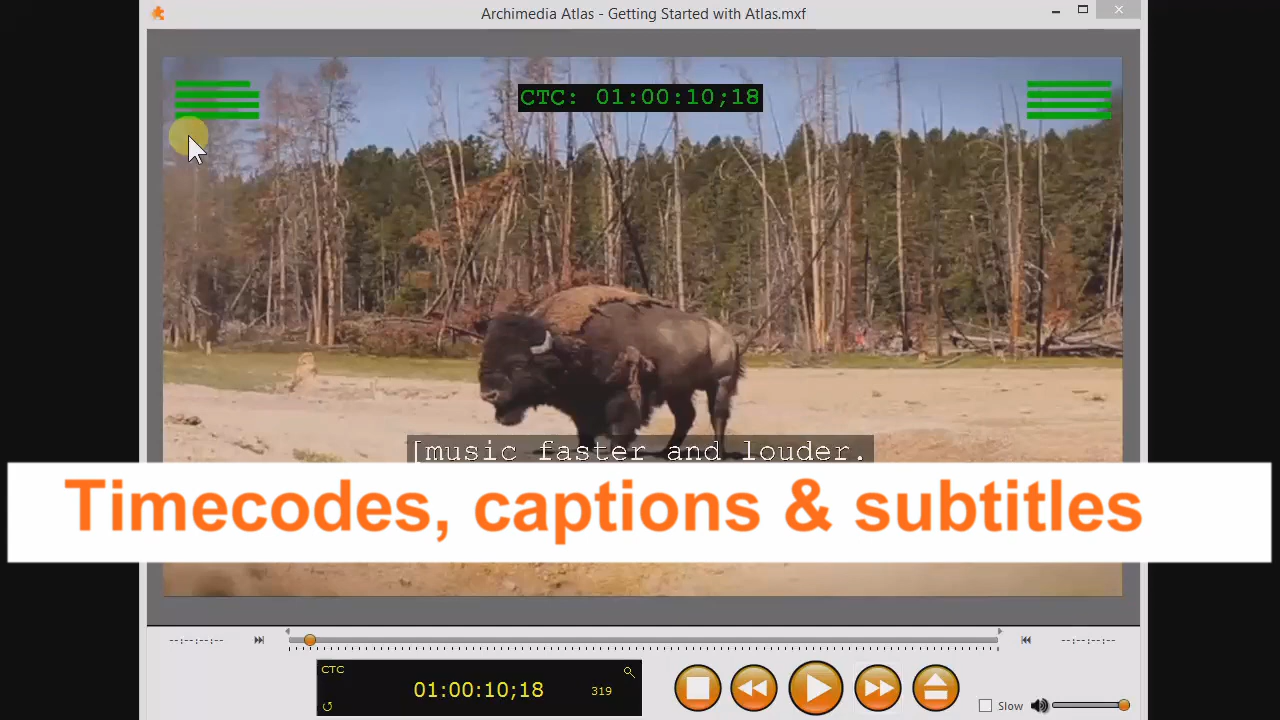 Archimedia Atlas - Getting Started with Atlas.mxf
CTC: 01:00:10;18
[music faster and louder.
Timecodes, captions & subtitles
--:--:--:--
--:--:--:--
CTC
01:00:10;18
319
Slow